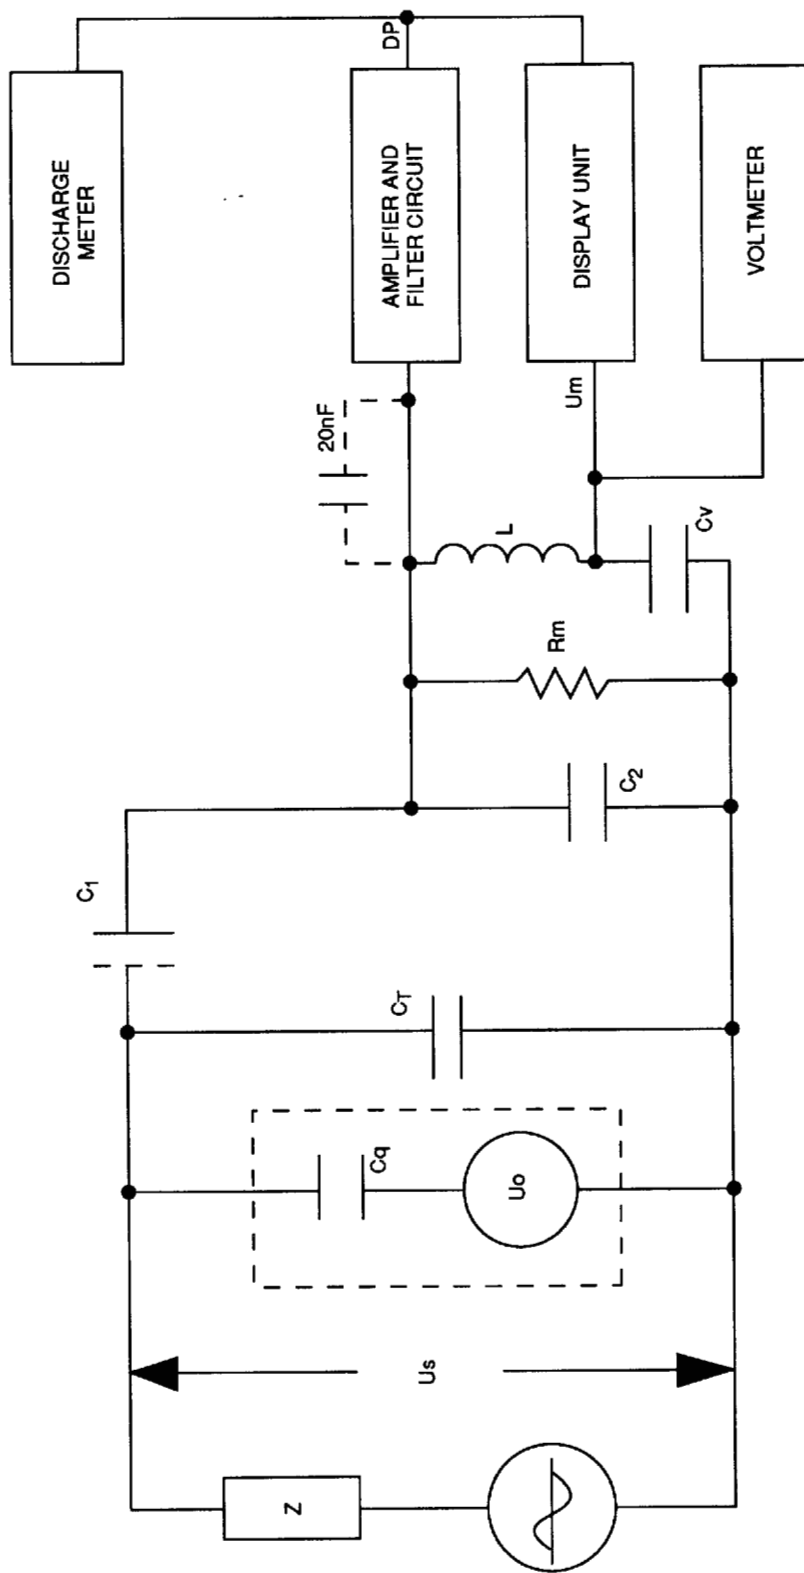 DISCHARGE
METER
DP
AMPLIFIER AND
FILTER CIRCUIT
DISPLAY UNIT
VOLTMETER
20nF
Um
L
Cv
Rm
C1
C2
CT
Cq
Uo
Us
Z